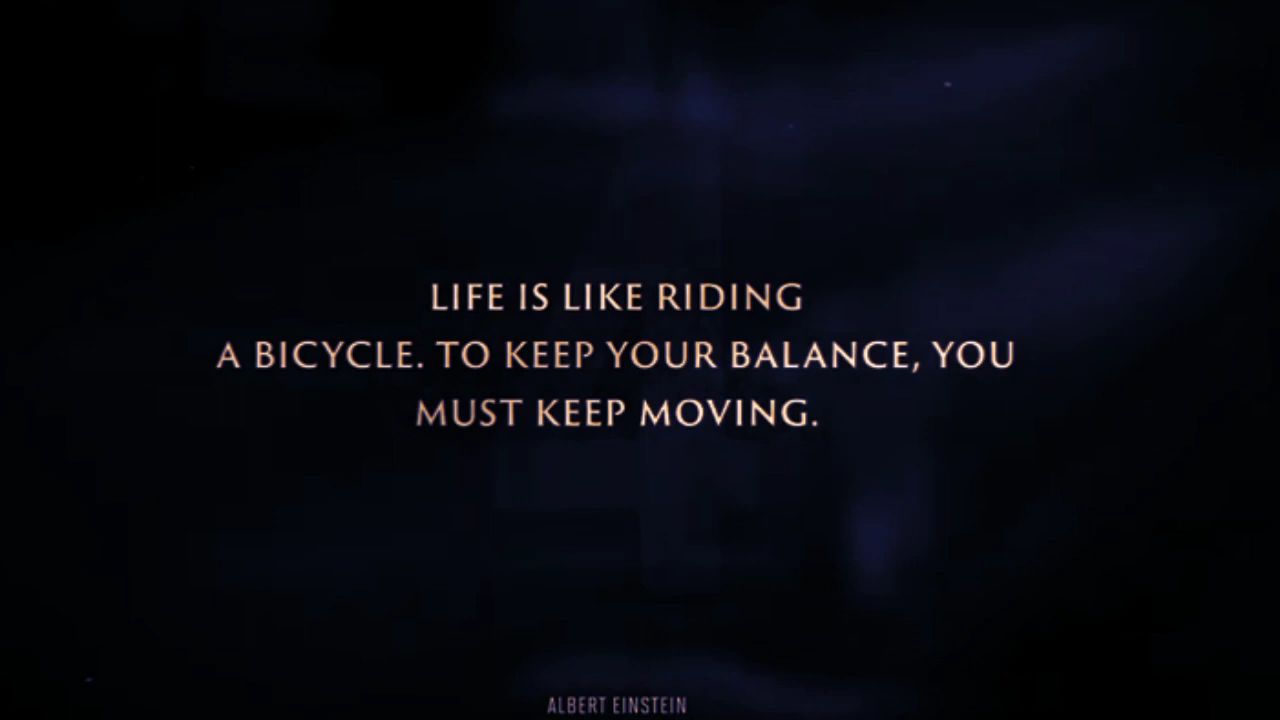 LIFE IS LIKE RIDING
A BICYCLE. TO KEEP YOUR BALANCE, YOU
MUST KEEP MOVING.
ALBERT EINSTEIN